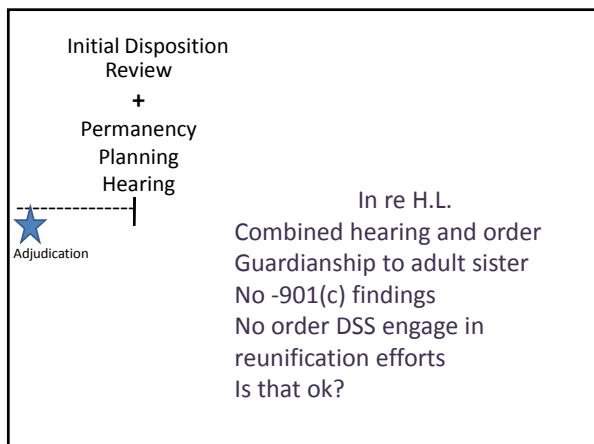 Initial Disposition
Review
+
Permanency
Planning
Hearing
Adjudication
In re H.L.
Combined hearing and order
Guardianship to adult sister
No -901(c) findings
No order DSS engage in
reunification efforts
Is that ok?